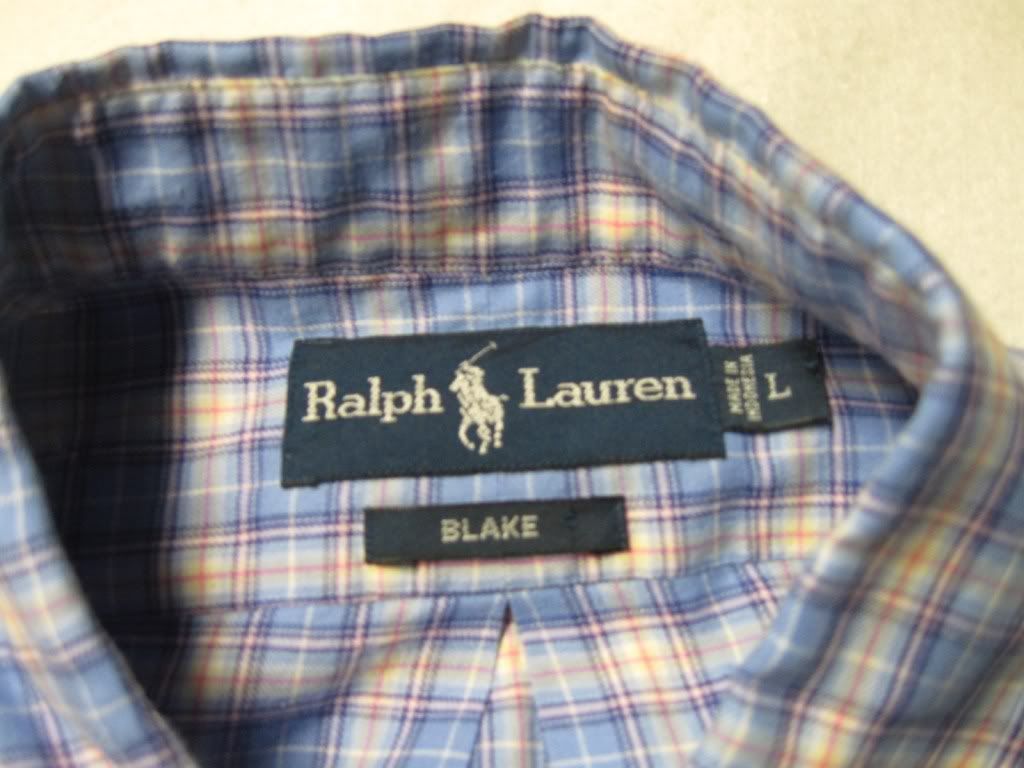 Ralph Lauren
MADE IN
INDONESIA
L
BLAKE